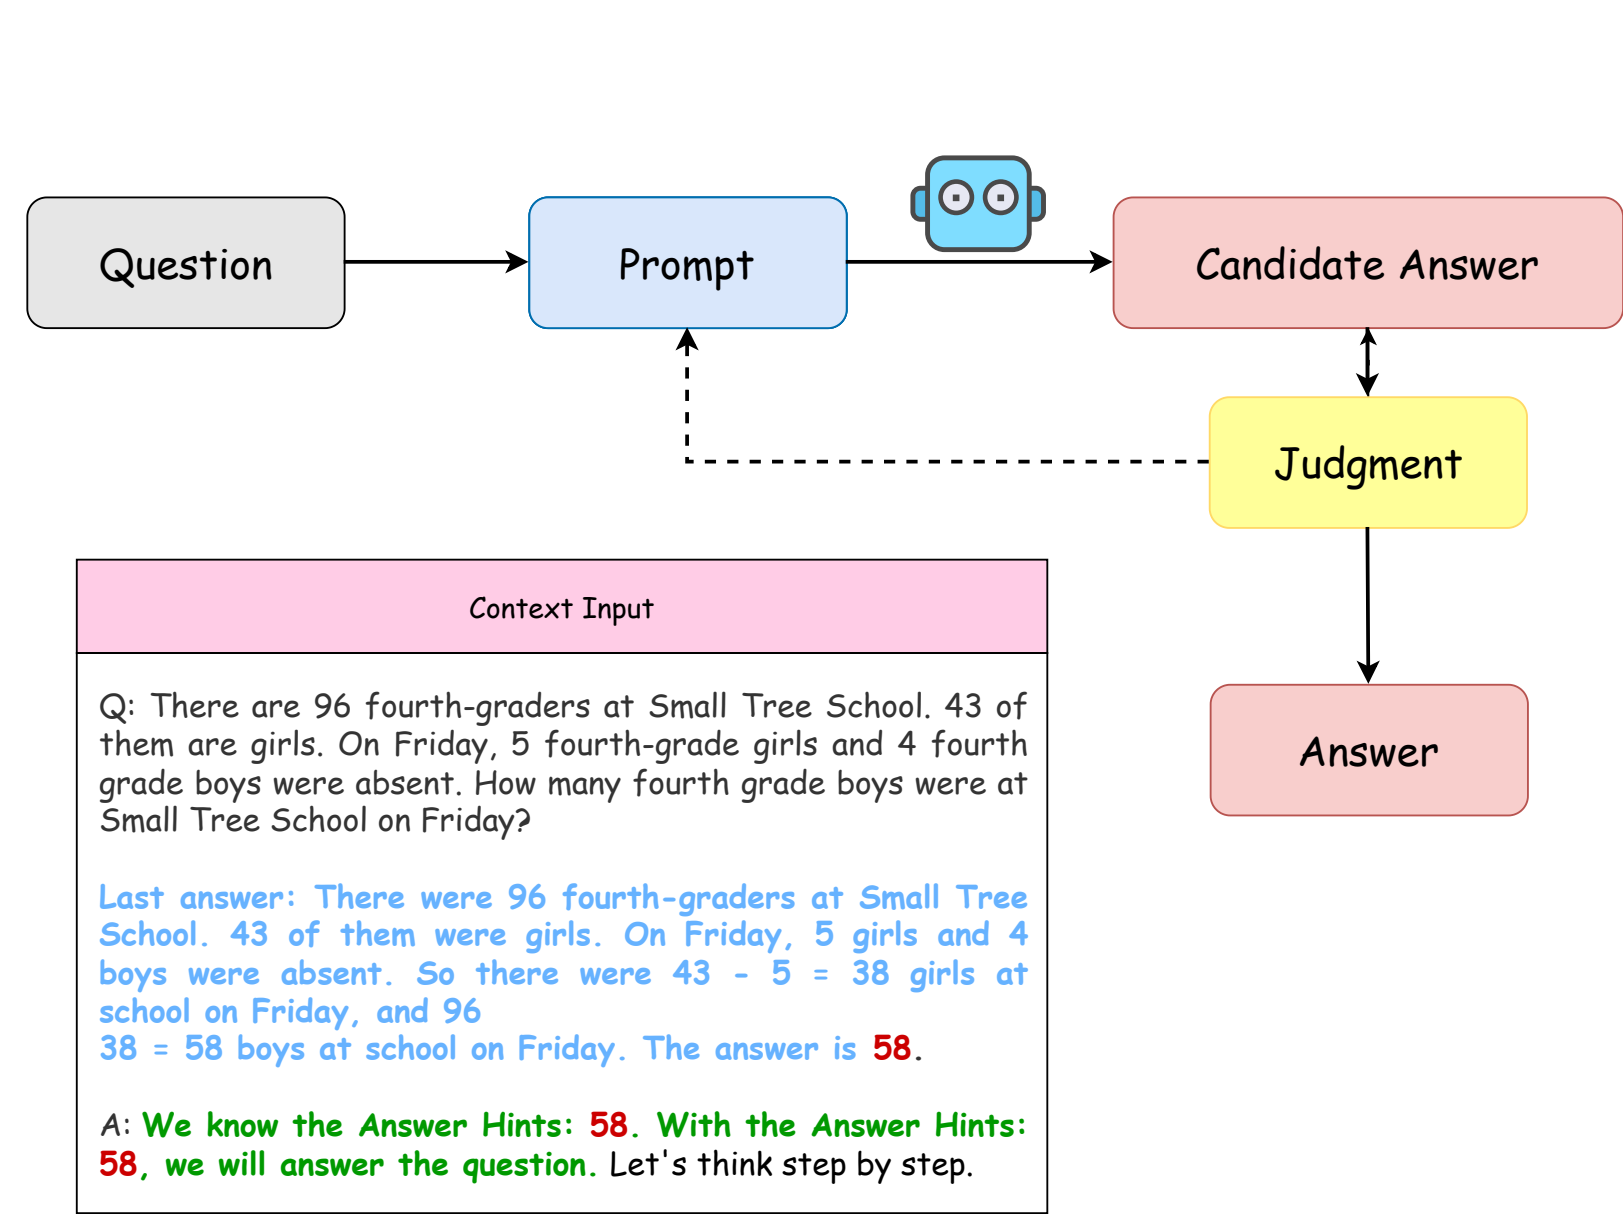 Question
Prompt
Candidate Answer
Judgment
Answer
Context Input
Q: There are 96 fourth-graders at Small Tree School. 43 of
them are girls. On Friday, 5 fourth-grade girls and 4 fourth
grade boys were absent. How many fourth grade boys were at
Small Tree School on Friday?
Last answer: There were 96 fourth-graders at Small Tree
School. 43 of them were girls. On Friday, 5 girls and 4
boys were absent. So there were 43 - 5 = 38 girls at
school on Friday, and 96
38 = 58 boys at school on Friday. The answer is 58.
A: We know the Answer Hints: 58. With the Answer Hints:
58, we will answer the question. Let's think step by step.